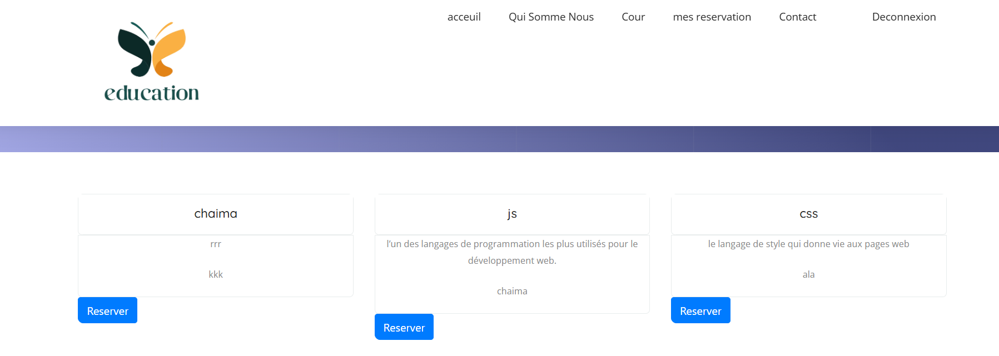 acceuil Qui Somme Nous Cour mes reservation Contact Deconnexion
education
chaima
rrr
kkk
Reserver
js
l’un des langages de programmation les plus utilisés pour le
développement web.
chaima
Reserver
css
le langage de style qui donne vie aux pages web
ala
Reserver